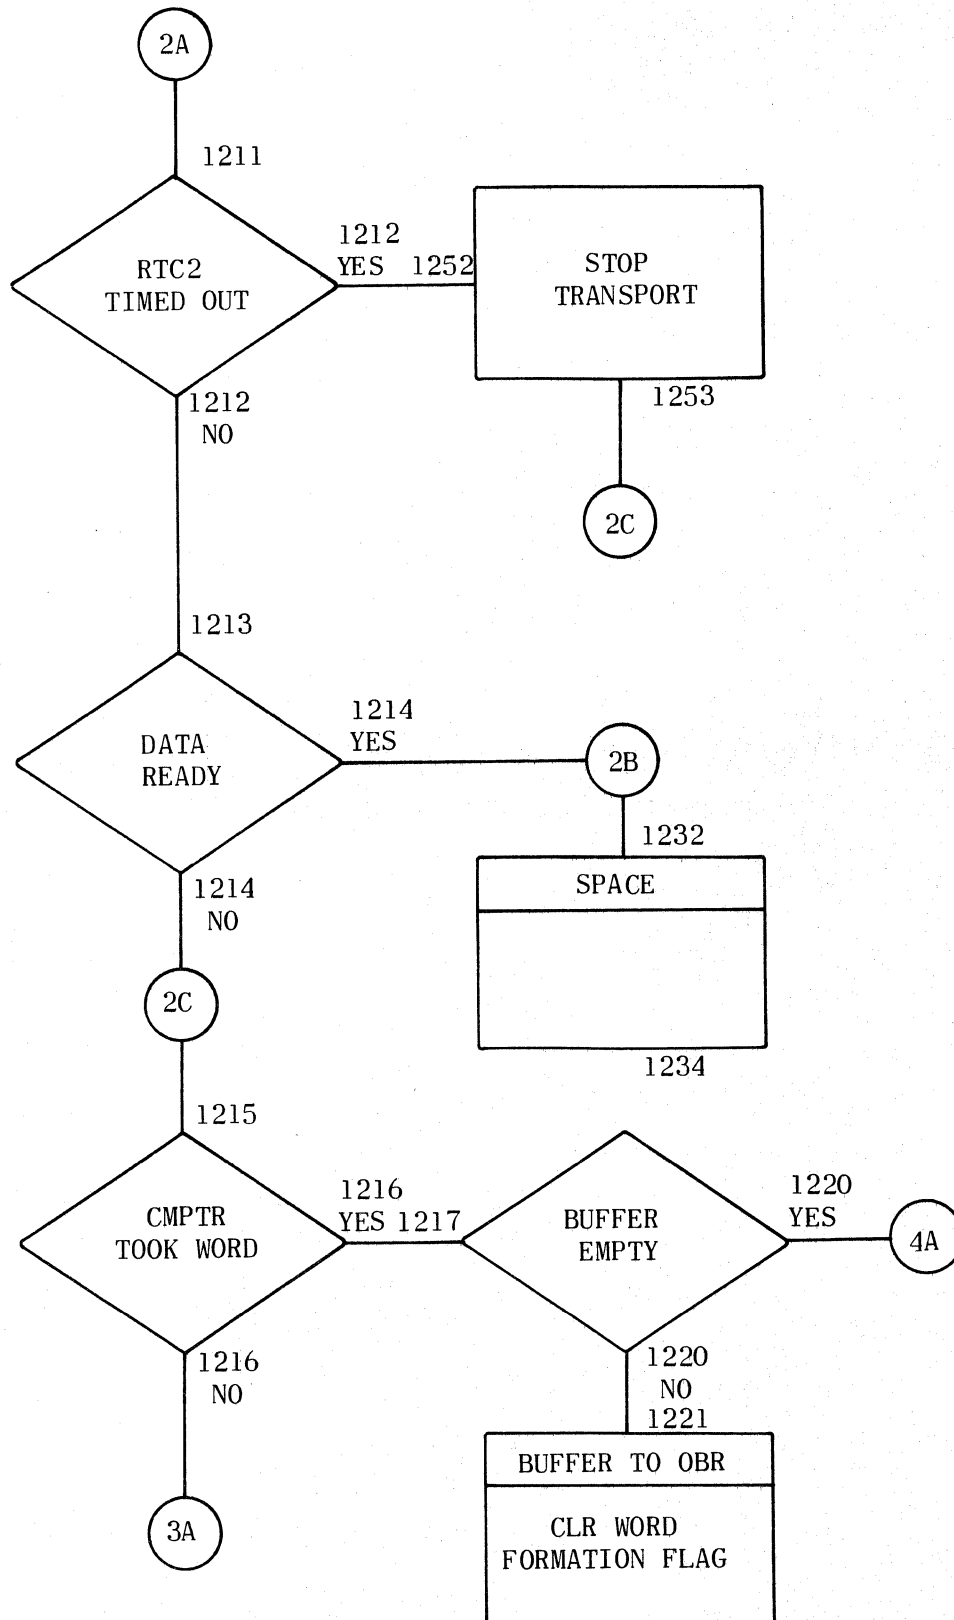 2A
1211
RTC2
TIMED OUT
1212
YES 1252
STOP
TRANSPORT
1212
NO
1253
2C
1213
DATA
READY
1214
YES
2B
1232
SPACE
1234
1214
NO
2C
1215
CMPTR
TOOK WORD
1216
YES 1217
BUFFER
EMPTY
1220
YES
4A
1216
NO
3A
1220
NO
1221
BUFFER TO OBR
CLR WORD
FORMATION FLAG